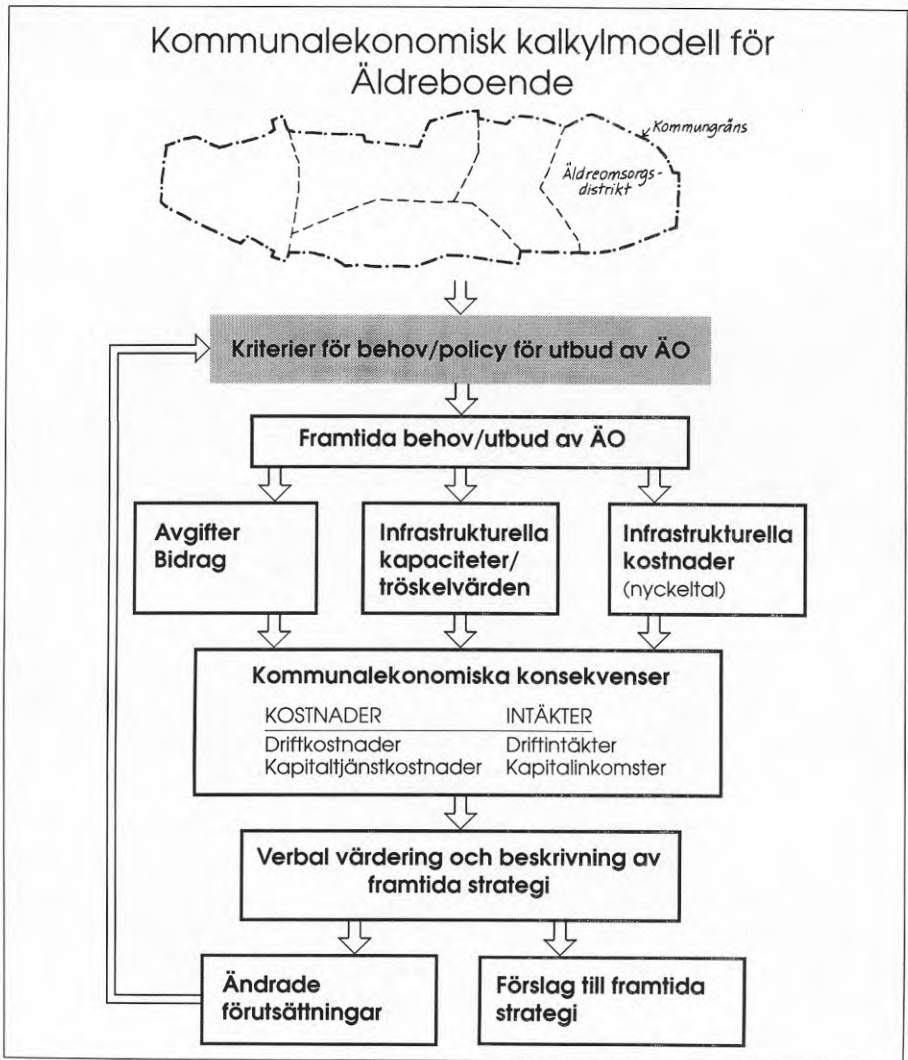 Kommunalekonomisk kalkylmodell för
Äldreboende
Kommungräns
Äldreomsorgs-
distrikt
Kriterier för behov/policy för utbud av ÄO
Framtida behov/utbud av ÄO
Avgifter
Bidrag
Infrastrukturella
kapaciteter/
tröskelvärden
Infrastrukturella
kostnader
(nyckeltal)
Kommunalekonomiska konsekvenser
KOSTNADER
Driftkostnader
Kapitaltjänstkostnader
INTÄKTER
Driftintäkter
Kapitalinkomster
Verbal värdering och beskrivning av
framtida strategi
Ändrade
förutsättningar
Förslag till framtida
strategi